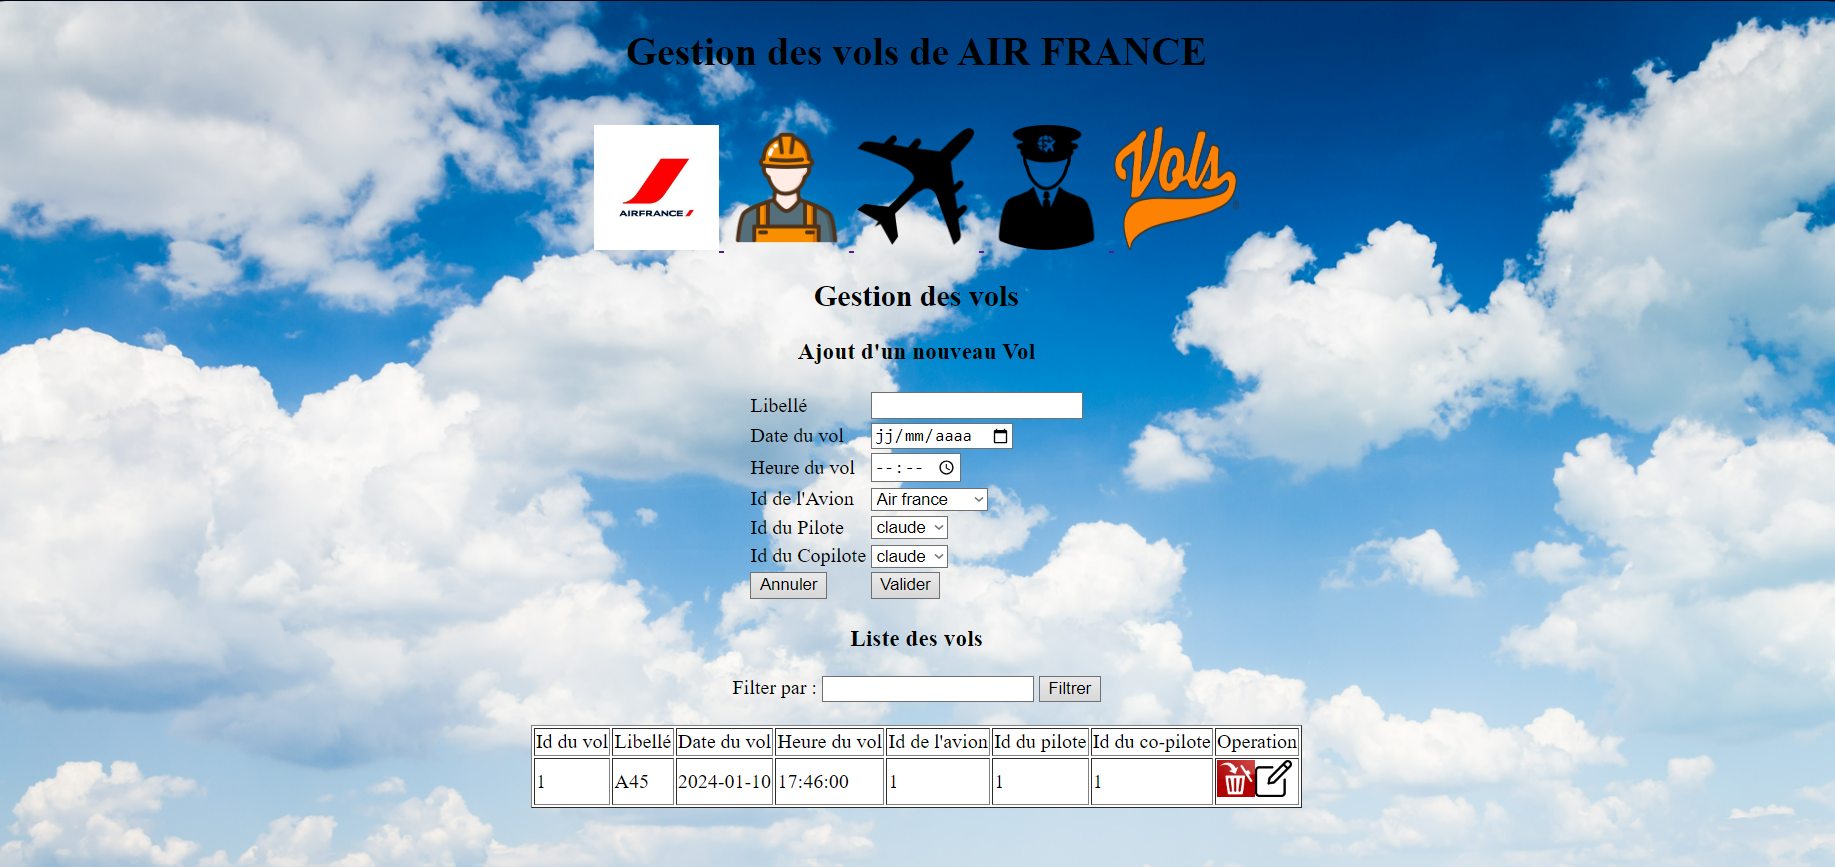 Gestion des vols de AIR FRANCE
AIRFRANCE
Vols
Gestion des vols
Ajout d'un nouveau Vol
Libellé
Date du vol jj/mm/aaaa
Heure du vol --:--
Id de l'Avion Air france
Id du Pilote claude
Id du Copilote claude
Annuler Valider
Liste des vols
Filter par : Filtrer
Id du vol Libellé Date du vol Heure du vol Id de l'avion Id du pilote Id du co-pilote Operation
1 A45 2024-01-10 17:46:00 1 1 1